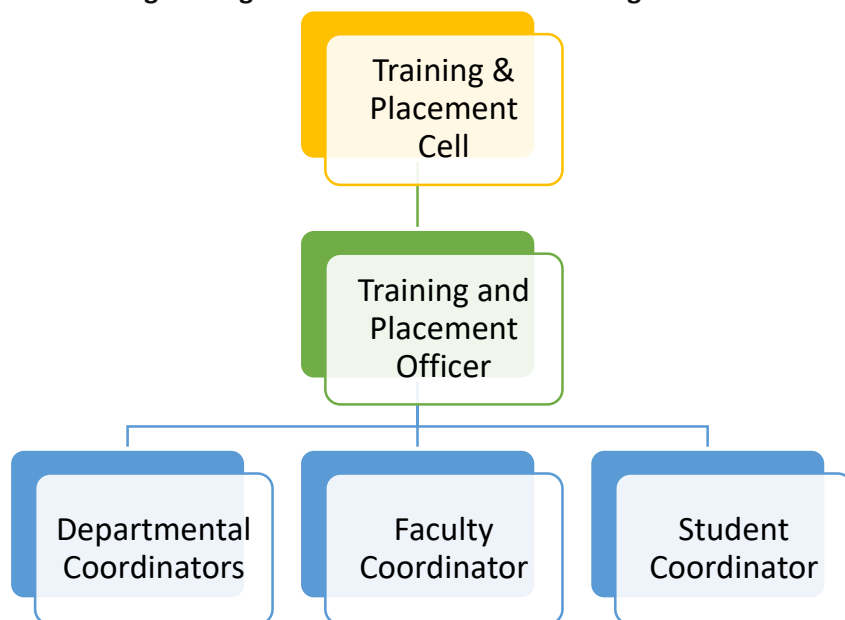 Training &
Placement
Cell
Training and
Placement
Officer
Departmental
Coordinators
Faculty
Coordinator
Student
Coordinator